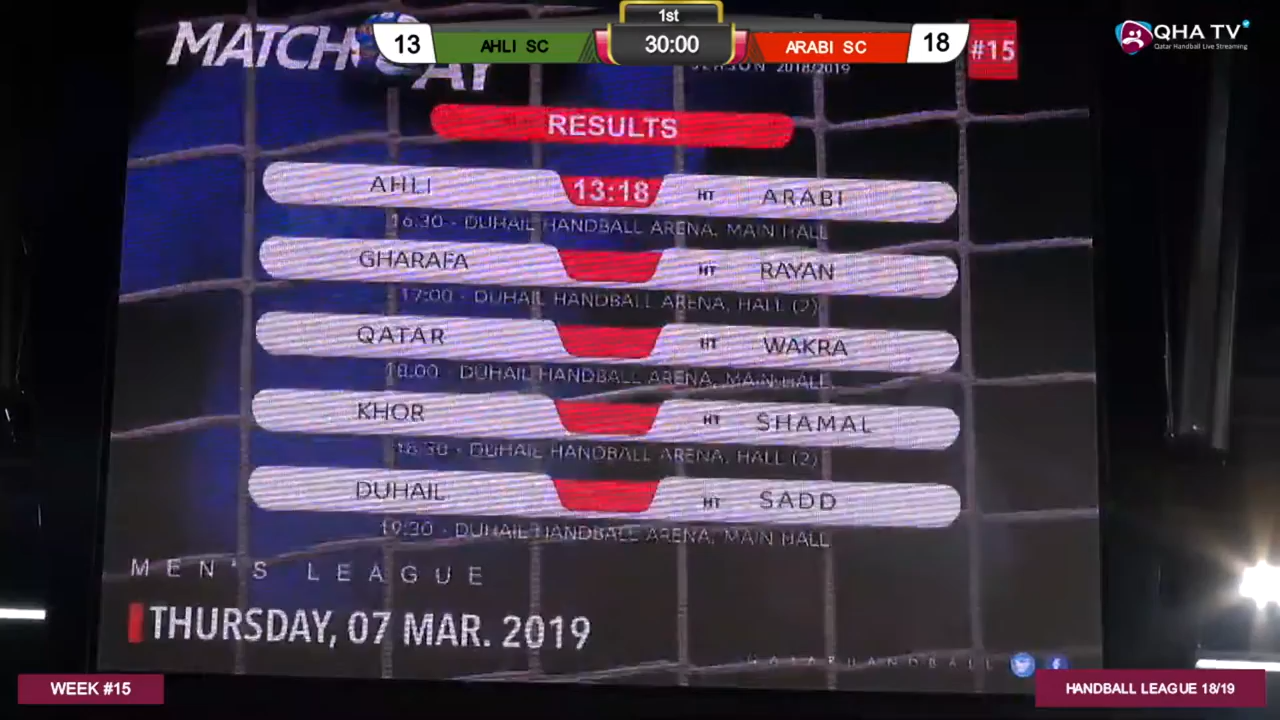 1st
13 AHLI SC 30:00 ARABI SC 18
QHA TV
Qatar Handball Live Streaming
MATCH AY
SEASON 2018/2019
#15
RESULTS
AHLI 13:18 HT ARABI
16:30 - DUHAIL HANDBALL ARENA, MAIN HALL
GHARAFA HT RAYAN
17:00 - DUHAIL HANDBALL ARENA, HALL (2)
QATAR HT WAKRA
18:00 - DUHAIL HANDBALL ARENA, MAIN HALL
KHOR HT SHAMAL
18:30 - DUHAIL HANDBALL ARENA, HALL (2)
DUHAIL HT SADD
19:30 - DUHAIL HANDBALL ARENA, MAIN HALL
MEN'S LEAGUE
THURSDAY, 07 MAR. 2019
QATARHANDBALL
WEEK #15
HANDBALL LEAGUE 18/19